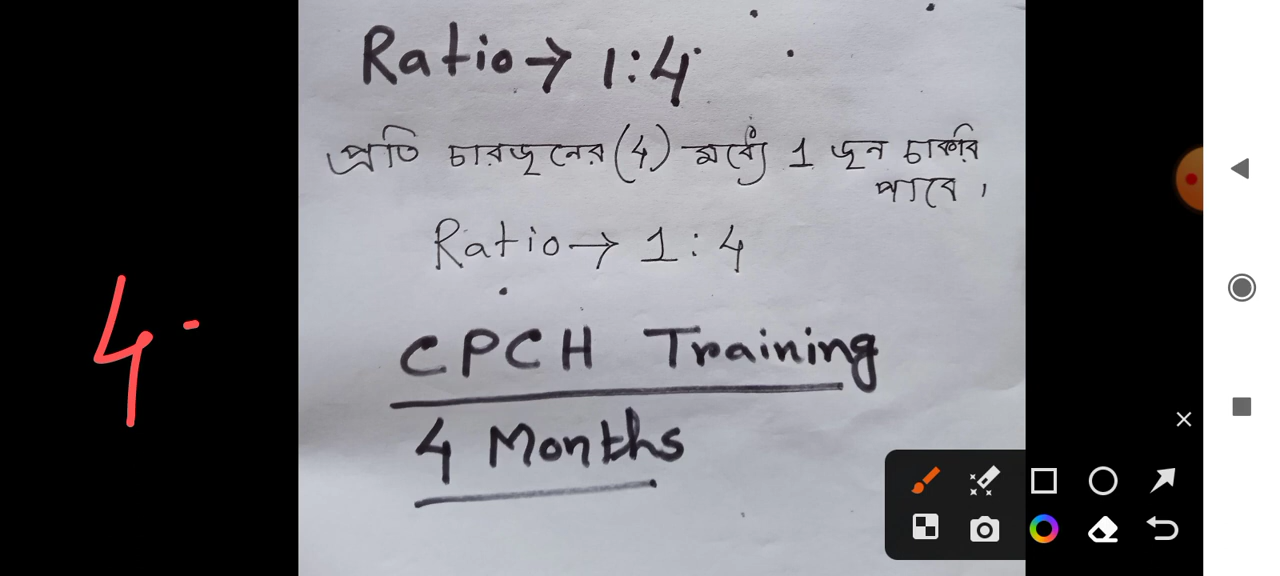 Ratio → 1:4
প্রতি চারজনের (4) মধ্যে 1 জন চাকরি
পাবে।
Ratio → 1:4
4
CPCH Training
4 Months